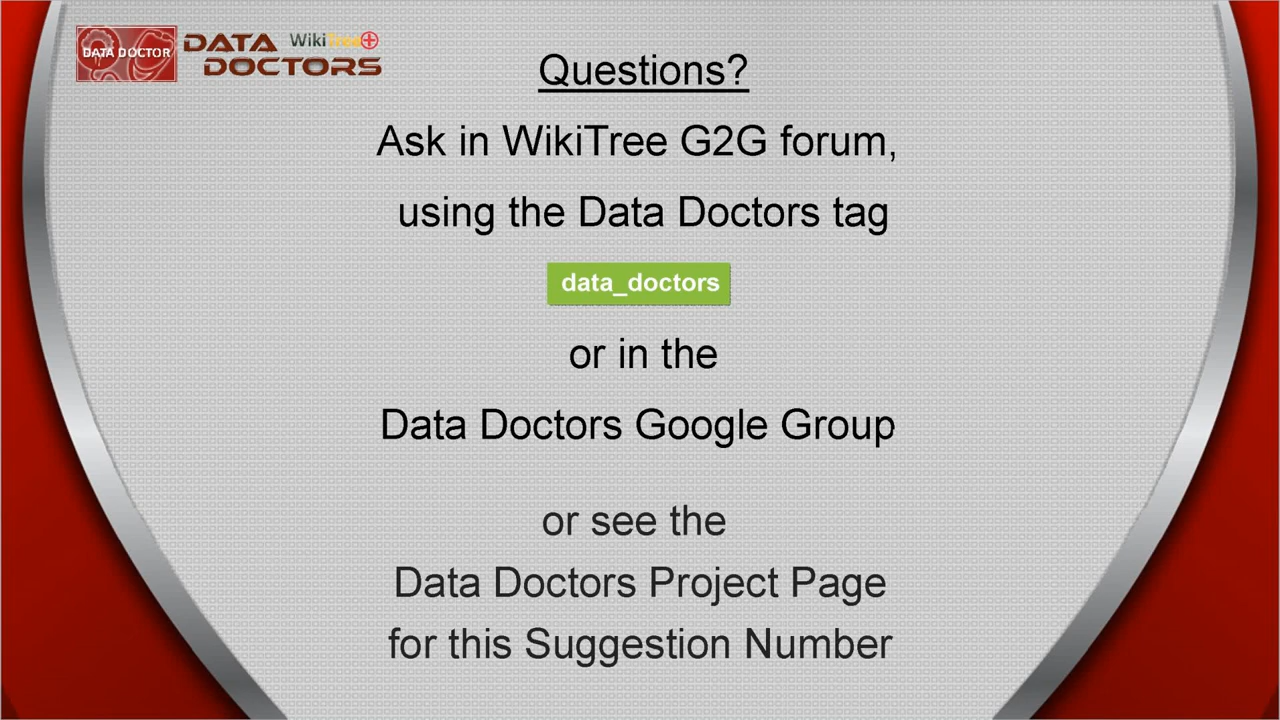 DATA DOCTOR
DATA WikiTree
DOCTORS
Questions?
Ask in WikiTree G2G forum,
using the Data Doctors tag
data_doctors
or in the
Data Doctors Google Group
or see the
Data Doctors Project Page
for this Suggestion Number